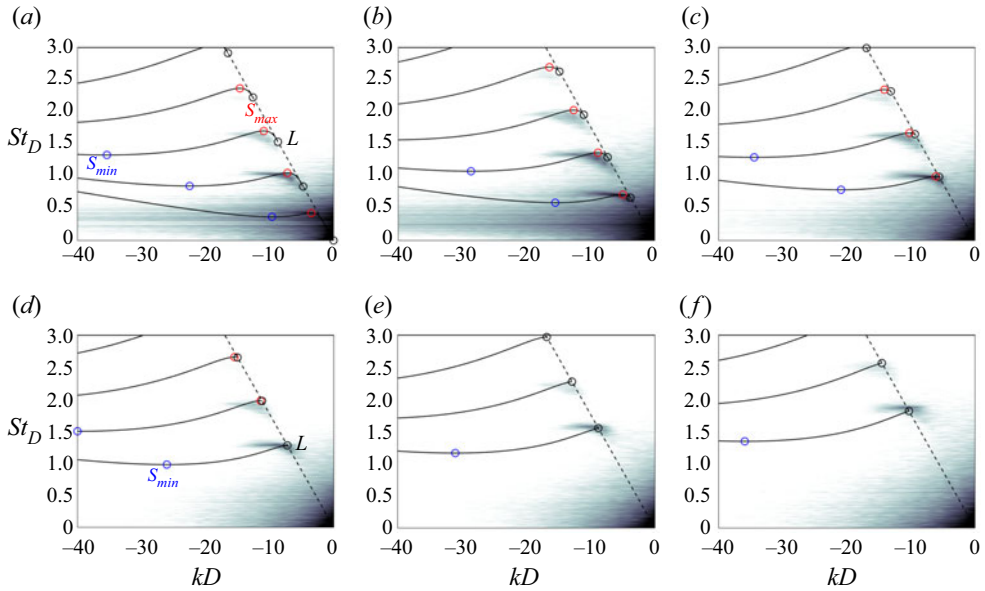 (a) (b) (c)
3.0 3.0 3.0
2.5 2.5 2.5
2.0 2.0 2.0
S_max
St_D 1.5 L 1.5 1.5
S_min
1.0 1.0 1.0
0.5 0.5 0.5
0 0 0
−40 −30 −20 −10 0 −40 −30 −20 −10 0 −40 −30 −20 −10 0
(d) (e) (f)
3.0 3.0 3.0
2.5 2.5 2.5
2.0 2.0 2.0
St_D 1.5 1.5 1.5
L
1.0 1.0 1.0
S_min
0.5 0.5 0.5
0 0 0
−40 −30 −20 −10 0 −40 −30 −20 −10 0 −40 −30 −20 −10 0
kD kD kD